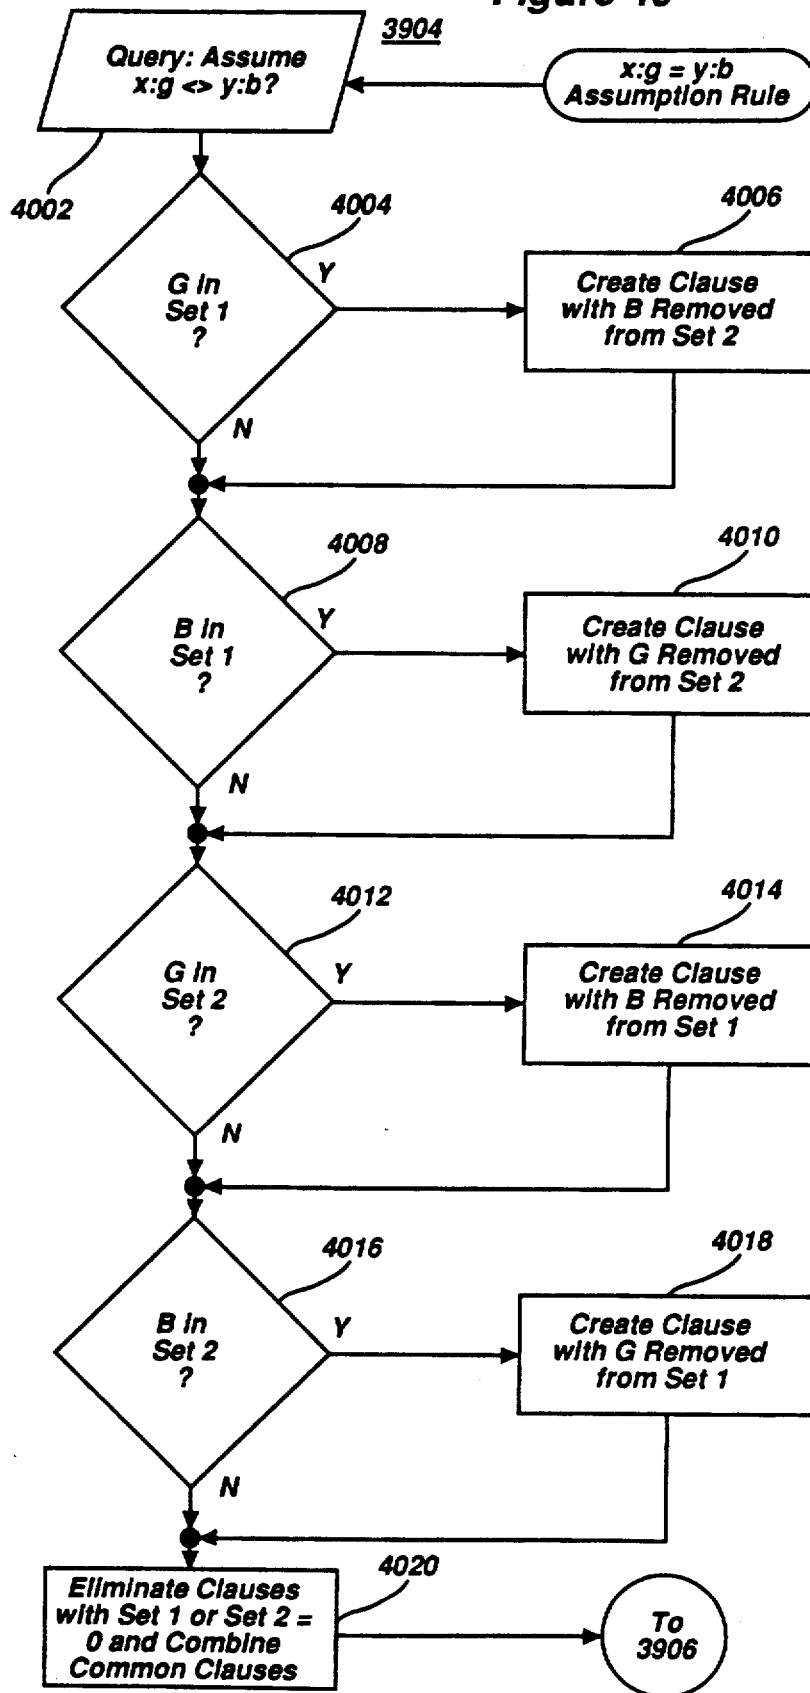 3904
Query: Assume
x:g <> y:b?
x:g = y:b
Assumption Rule
4002
4004
4006
G in
Set 1
?
Y
Create Clause
with B Removed
from Set 2
N
4008
4010
B in
Set 1
?
Y
Create Clause
with G Removed
from Set 2
N
4012
4014
G in
Set 2
?
Y
Create Clause
with B Removed
from Set 1
N
4016
4018
B in
Set 2
?
Y
Create Clause
with G Removed
from Set 1
N
4020
Eliminate Clauses
with Set 1 or Set 2 =
0 and Combine
Common Clauses
To
3906